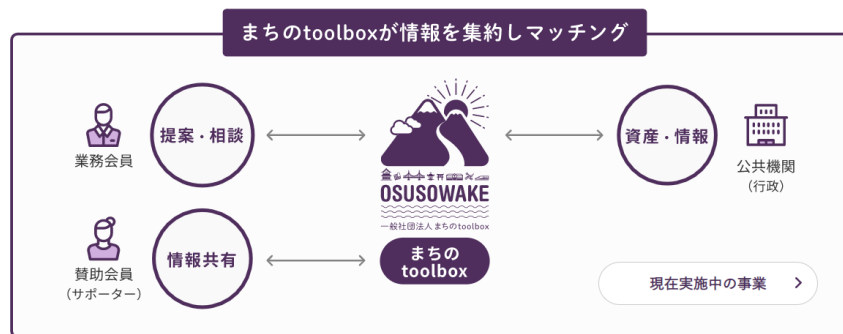 まちのtoolboxが情報を集約しマッチング
業務会員
提案・相談
OSUSOWAKE
一般社団法人 まちのtoolbox
まちの
toolbox
資産・情報
公共機関
（行政）
賛助会員
（サポーター）
情報共有
現在実施中の事業